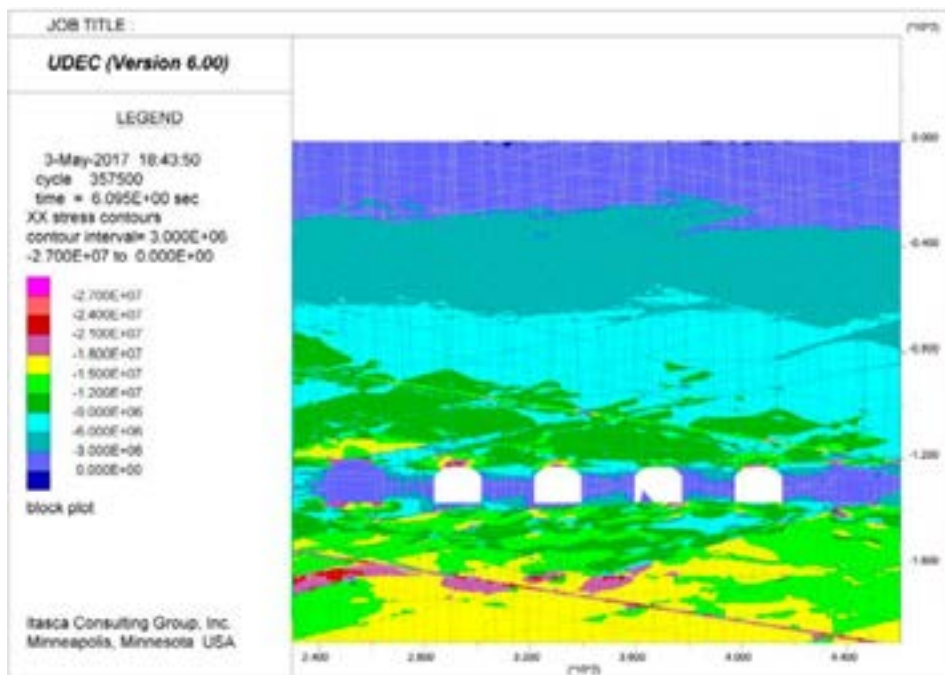 JOB TITLE :
UDEC (Version 6.00)
LEGEND
3-May-2017 18:43:50
cycle 357500
time = 6.095E+00 sec
XX stress contours
contour interval= 3.000E+06
-2.700E+07 to 0.000E+00
-2.700E+07
-2.400E+07
-2.100E+07
-1.800E+07
-1.500E+07
-1.200E+07
-9.000E+06
-6.000E+06
-3.000E+06
0.000E+00
block plot
Itasca Consulting Group, Inc.
Minneapolis, Minnesota USA
0.000
-0.400
-0.800
-1.200
-1.600
2.400
2.800
3.200
3.600
4.000
4.400